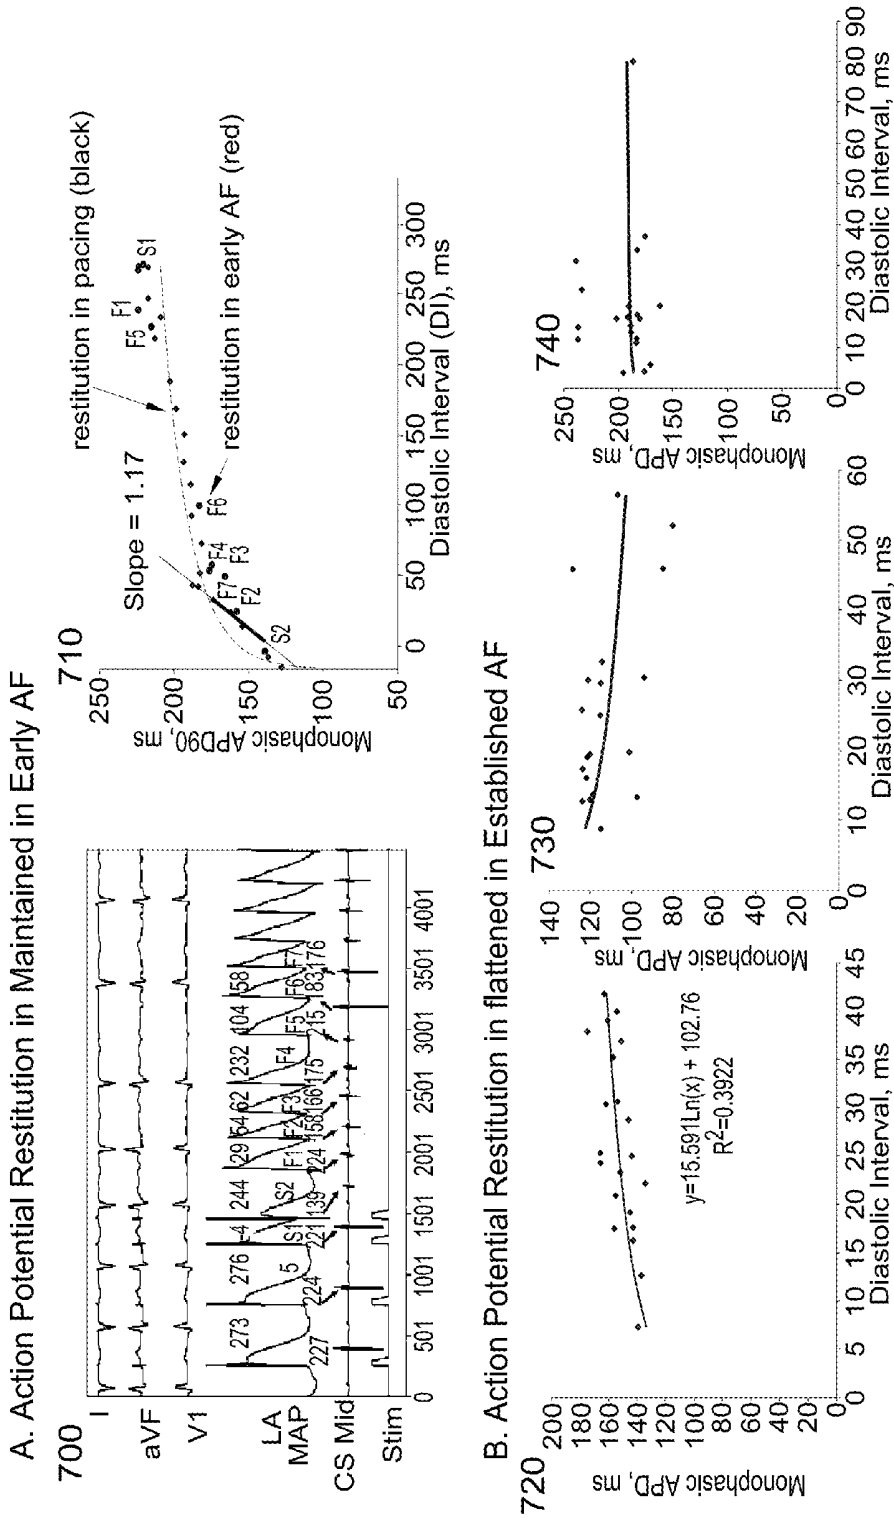 A. Action Potential Restitution in Maintained in Early AF
700
I
aVF
V1
LA
MAP
CS Mid
Stim
273 276 -4 244 29 54 62 232 104 158
5 S1 S2 F1 F2 F3 F4 F5 F6 F7
227 224 221 139 224 158 166 175 215 183 176
0 501 1001 1501 2001 2501 3001 3501 4001
710
Slope = 1.17
restitution in pacing (black)
restitution in early AF (red)
S2 F2 F7 F3 F4 F6 F5 F1 S1
Monophasic APD90, ms
250
200
150
100
50
0 50 100 150 200 250 300
Diastolic Interval (DI), ms
B. Action Potential Restitution in flattened in Established AF
720
Monophasic APD, ms
200
180
160
140
120
100
80
60
40
20
0
y=15.591Ln(x) + 102.76
R2=0.3922
0 5 10 15 20 25 30 35 40 45
Diastolic Interval, ms
730
Monophasic APD, ms
140
120
100
80
60
40
20
0
0 10 20 30 40 50 60
Diastolic Interval, ms
740
Monophasic APD, ms
250
200
150
100
50
0
0 10 20 30 40 50 60 70 80 90
Diastolic Interval, ms